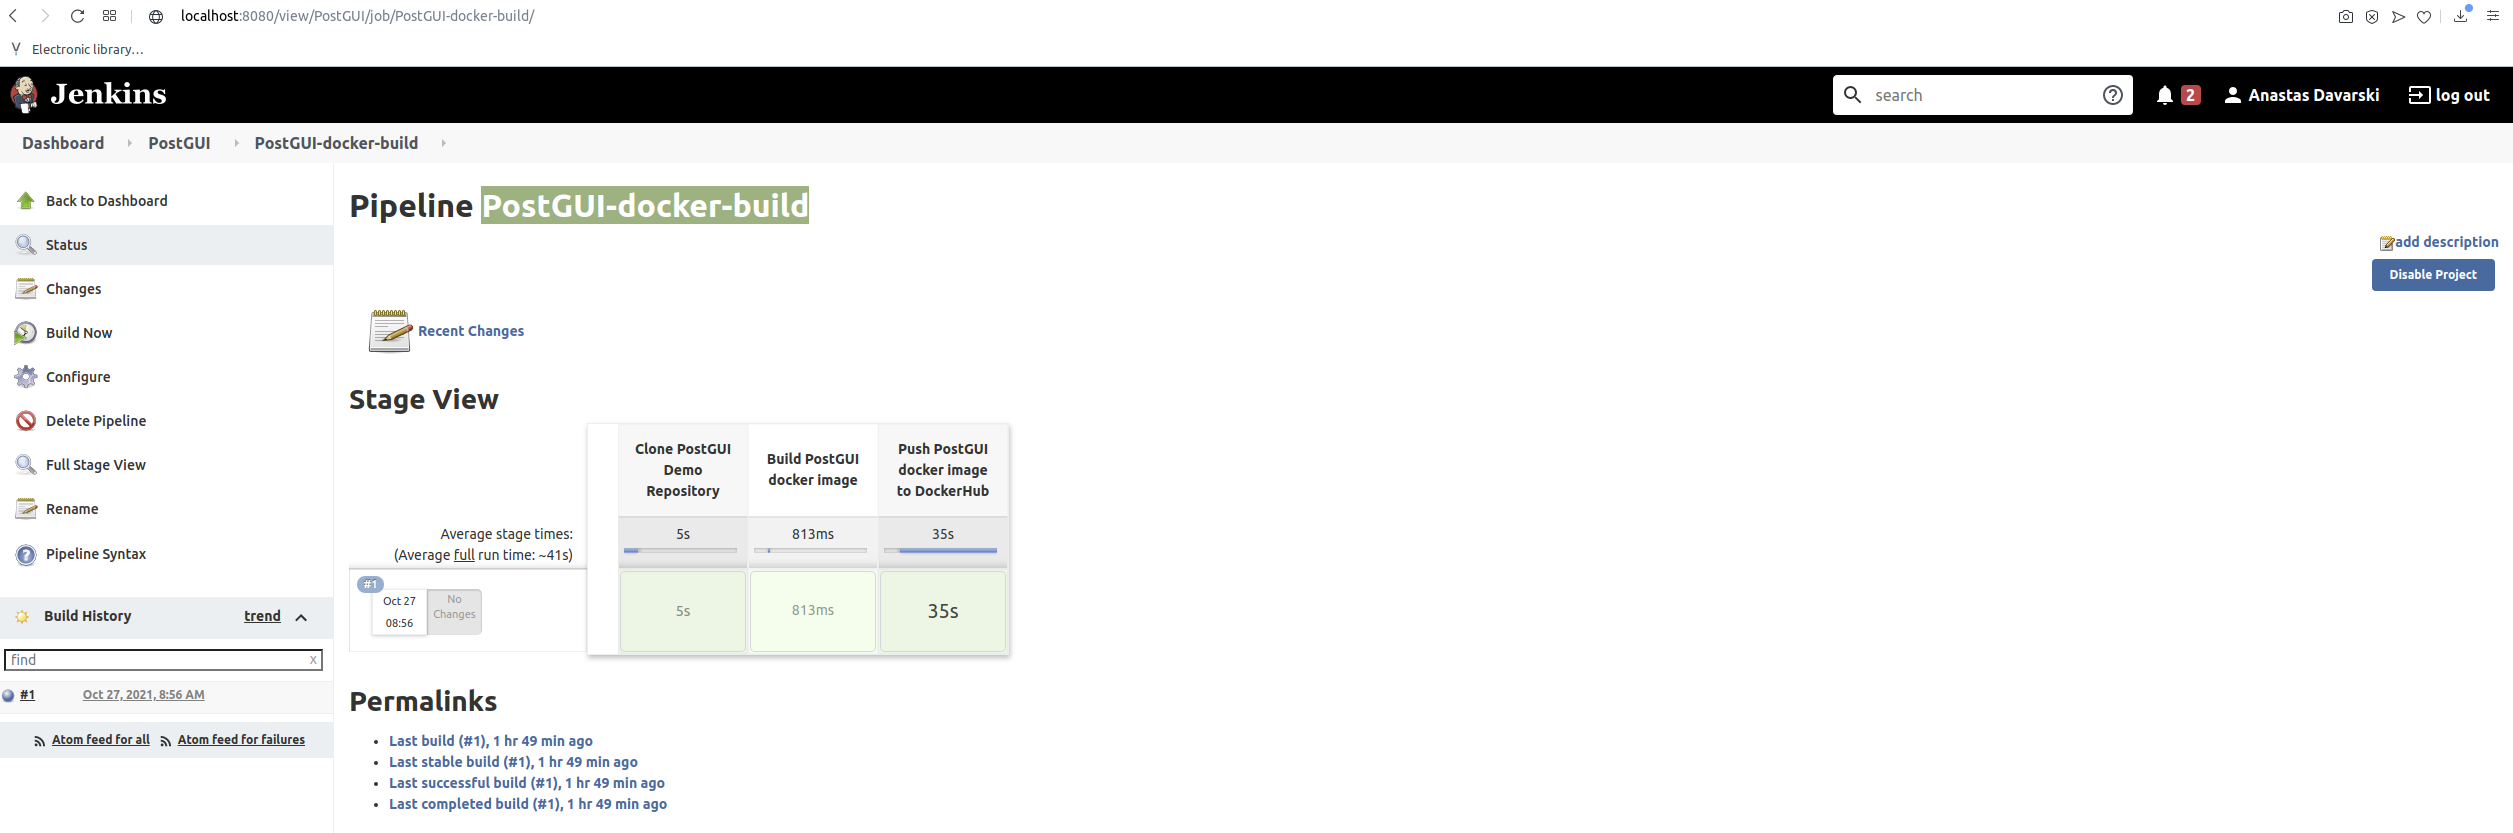 localhost:8080/view/PostGUI/job/PostGUI-docker-build/
Electronic library...
Jenkins
search
2
Anastas Davarski
log out
Dashboard
PostGUI
PostGUI-docker-build
Back to Dashboard
Status
Changes
Build Now
Configure
Delete Pipeline
Full Stage View
Rename
Pipeline Syntax
Build History
trend
find
x
#1
Oct 27, 2021, 8:56 AM
Atom feed for all
Atom feed for failures
Pipeline PostGUI-docker-build
add description
Disable Project
Recent Changes
Stage View
Clone PostGUI
Demo
Repository
Build PostGUI
docker image
Push PostGUI
docker image
to DockerHub
Average stage times:
(Average full run time: ~41s)
5s
813ms
35s
#1
Oct 27
08:56
No
Changes
5s
813ms
35s
Permalinks
Last build (#1), 1 hr 49 min ago
Last stable build (#1), 1 hr 49 min ago
Last successful build (#1), 1 hr 49 min ago
Last completed build (#1), 1 hr 49 min ago